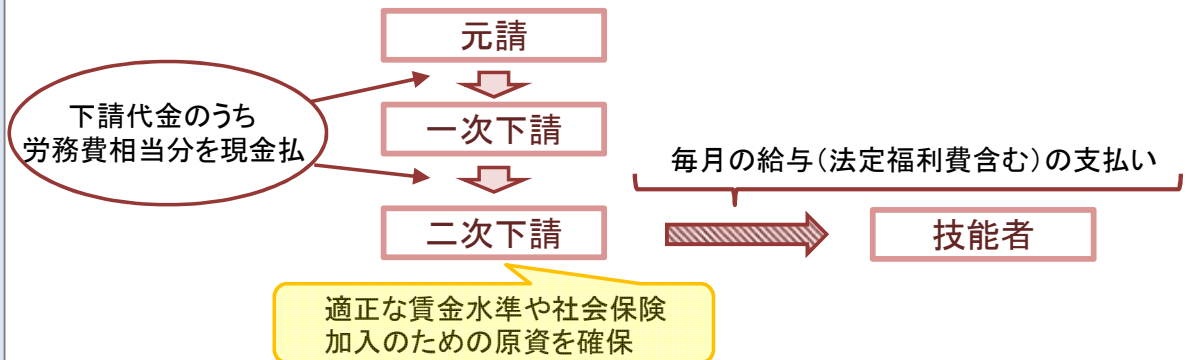 元請
下請代金のうち
労務費相当分を現金払
一次下請
毎月の給与(法定福利費含む)の支払い
二次下請
技能者
適正な賃金水準や社会保険
加入のための原資を確保